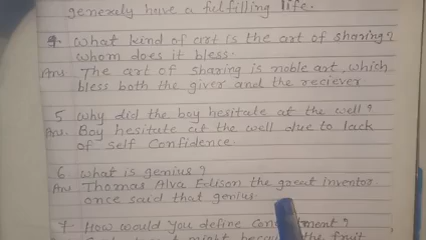 generaly have a fulfilling life.
4- What kind of art is the art of sharing?
whom does it bless.
Ans The art of sharing is noble art, which
bless both the giver and the reciever
5 why did the boy hesitate at the well?
Ans. Boy hesitate at the well due to lack
of self Confidence.
6 what is genius?
Ans Thomas Alva Edison the great inventor
once said that genius
7- How would you define
the fruit